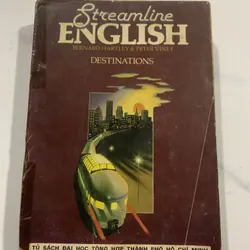 Streamline
ENGLISH
BERNARD HARTLEY & PETER VINEY
DESTINATIONS
TỦ SÁCH ĐẠI HỌC TỔNG HỢP THÀNH PHỐ HỒ CHÍ MINH